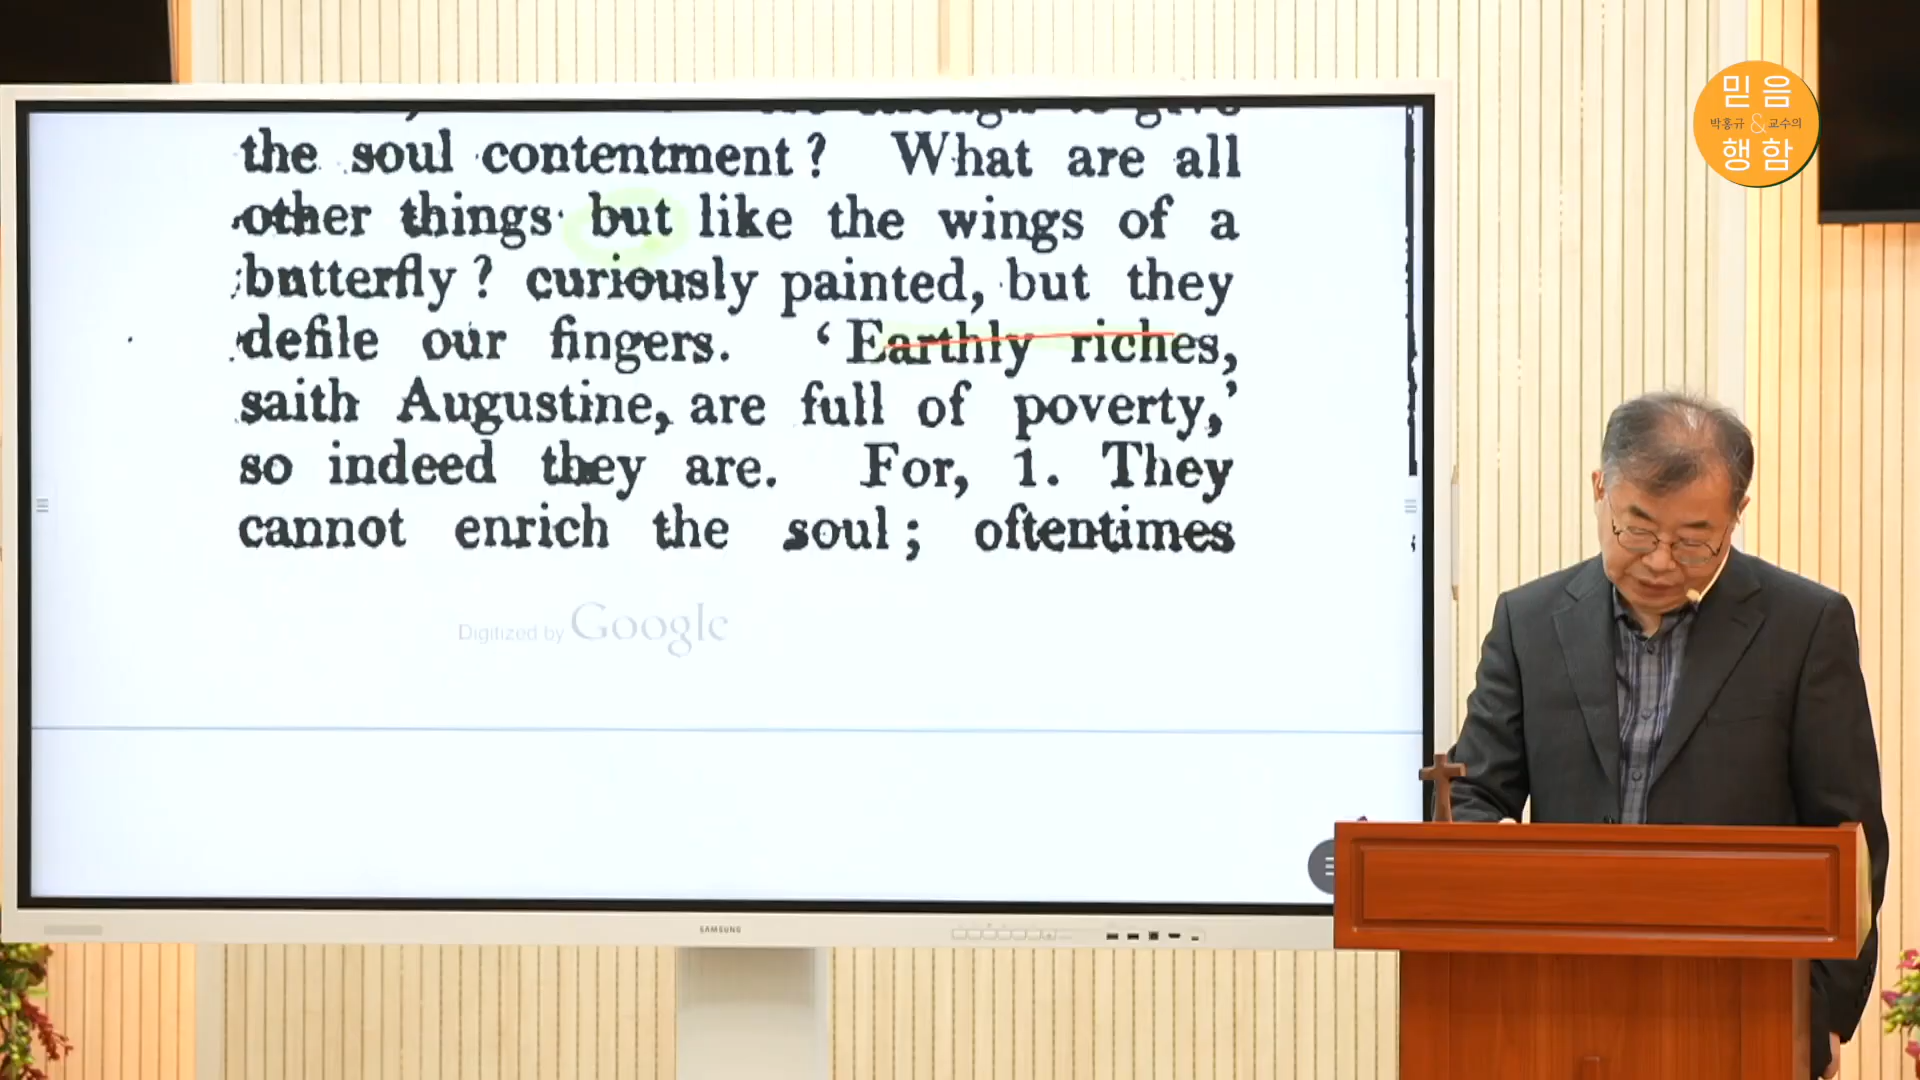 the soul contentment? What are all
other things but like the wings of a
butterfly? curiously painted, but they
defile our fingers. ‘Earthly riches,
saith Augustine, are full of poverty,’
so indeed they are. For, 1. They
cannot enrich the soul; oftentimes
Digitized by Google
SAMSUNG
믿음
박홍규 & 교수의
행함